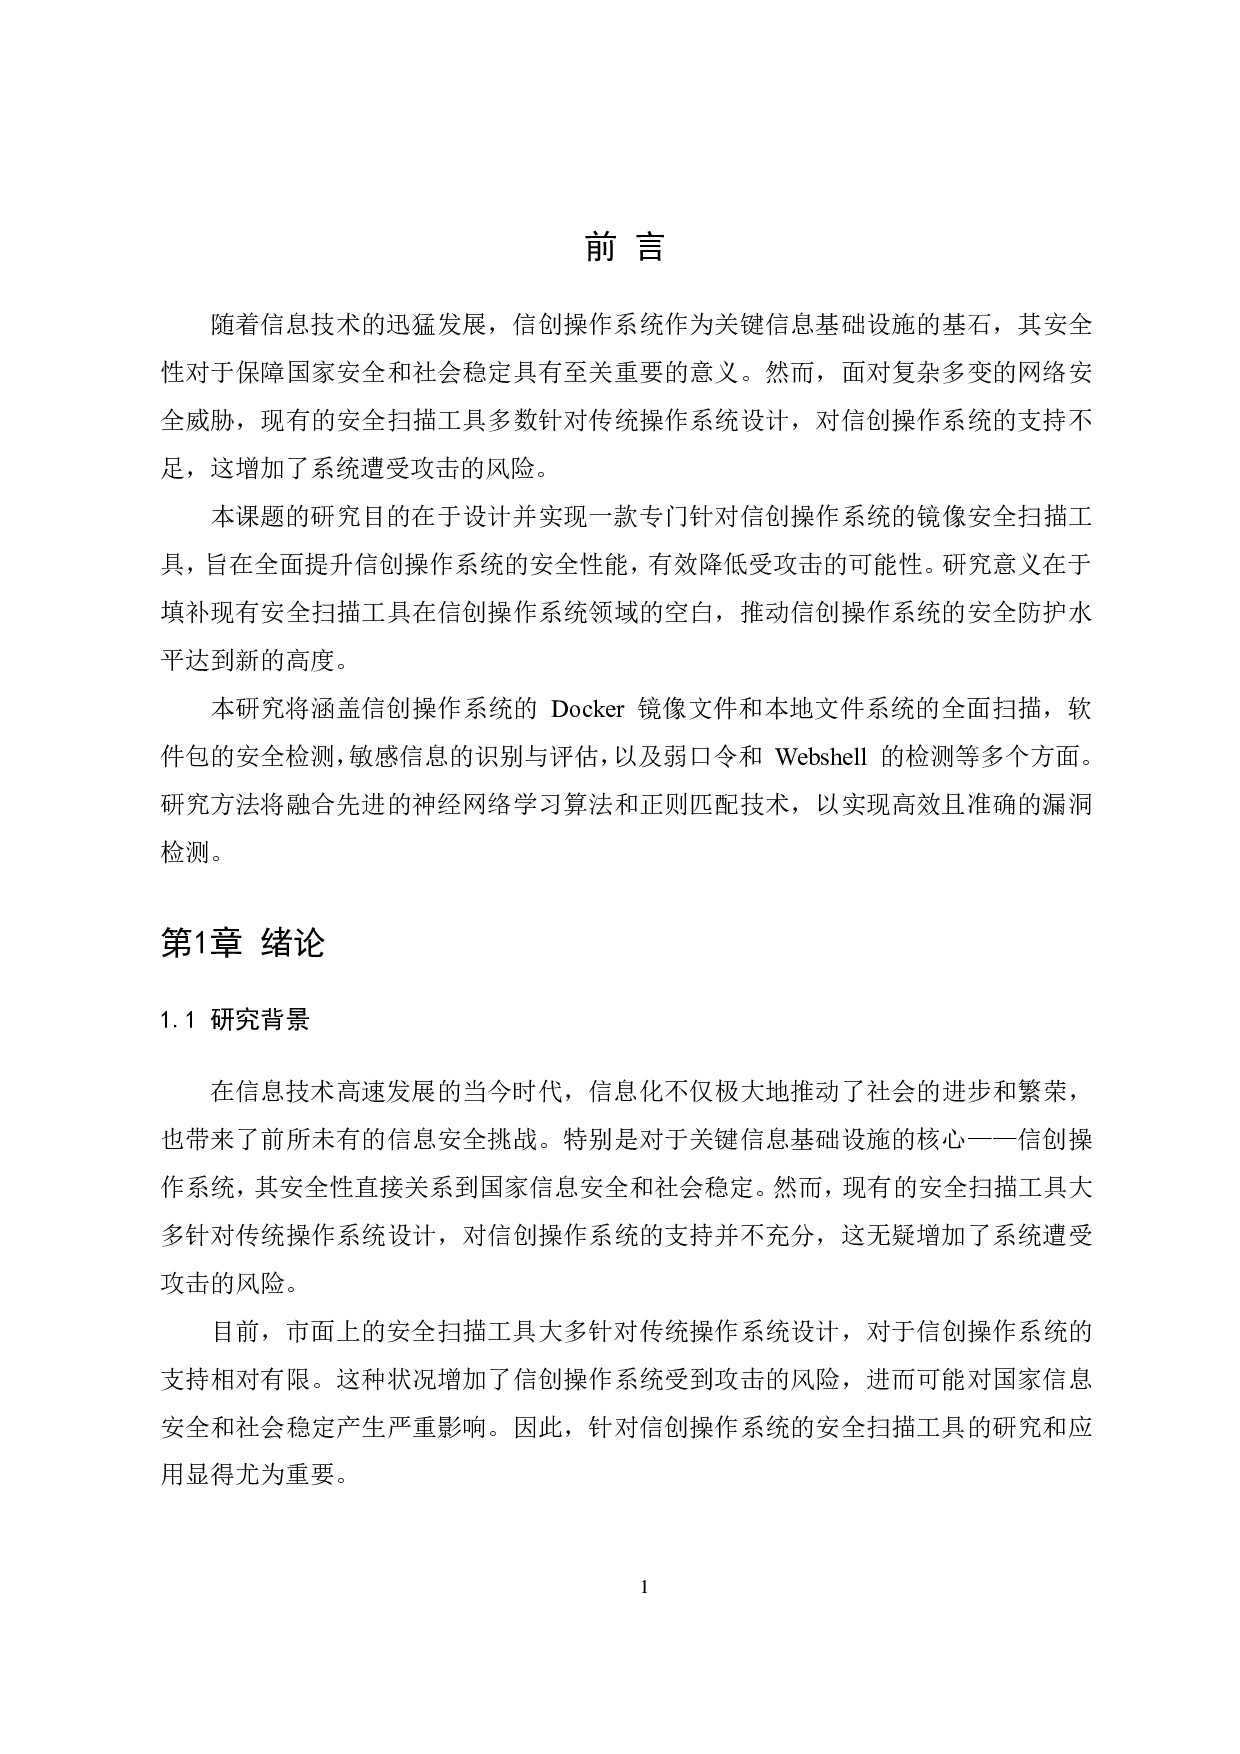 前 言
随着信息技术的迅猛发展，信创操作系统作为关键信息基础设施的基石，其安全
性对于保障国家安全和社会稳定具有至关重要的意义。然而，面对复杂多变的网络安
全威胁，现有的安全扫描工具多数针对传统操作系统设计，对信创操作系统的支持不
足，这增加了系统遭受攻击的风险。
本课题的研究目的在于设计并实现一款专门针对信创操作系统的镜像安全扫描工
具，旨在全面提升信创操作系统的安全性能，有效降低受攻击的可能性。研究意义在于
填补现有安全扫描工具在信创操作系统领域的空白，推动信创操作系统的安全防护水
平达到新的高度。
本研究将涵盖信创操作系统的 Docker 镜像文件和本地文件系统的全面扫描，软
件包的安全检测，敏感信息的识别与评估，以及弱口令和 Webshell 的检测等多个方面。
研究方法将融合先进的神经网络学习算法和正则匹配技术，以实现高效且准确的漏洞
检测。
第1章 绪论
1.1 研究背景
在信息技术高速发展的当今时代，信息化不仅极大地推动了社会的进步和繁荣，
也带来了前所未有的信息安全挑战。特别是对于关键信息基础设施的核心——信创操
作系统，其安全性直接关系到国家信息安全和社会稳定。然而，现有的安全扫描工具大
多针对传统操作系统设计，对信创操作系统的支持并不充分，这无疑增加了系统遭受
攻击的风险。
目前，市面上的安全扫描工具大多针对传统操作系统设计，对于信创操作系统的
支持相对有限。这种状况增加了信创操作系统受到攻击的风险，进而可能对国家信息
安全和社会稳定产生严重影响。因此，针对信创操作系统的安全扫描工具的研究和应
用显得尤为重要。
1